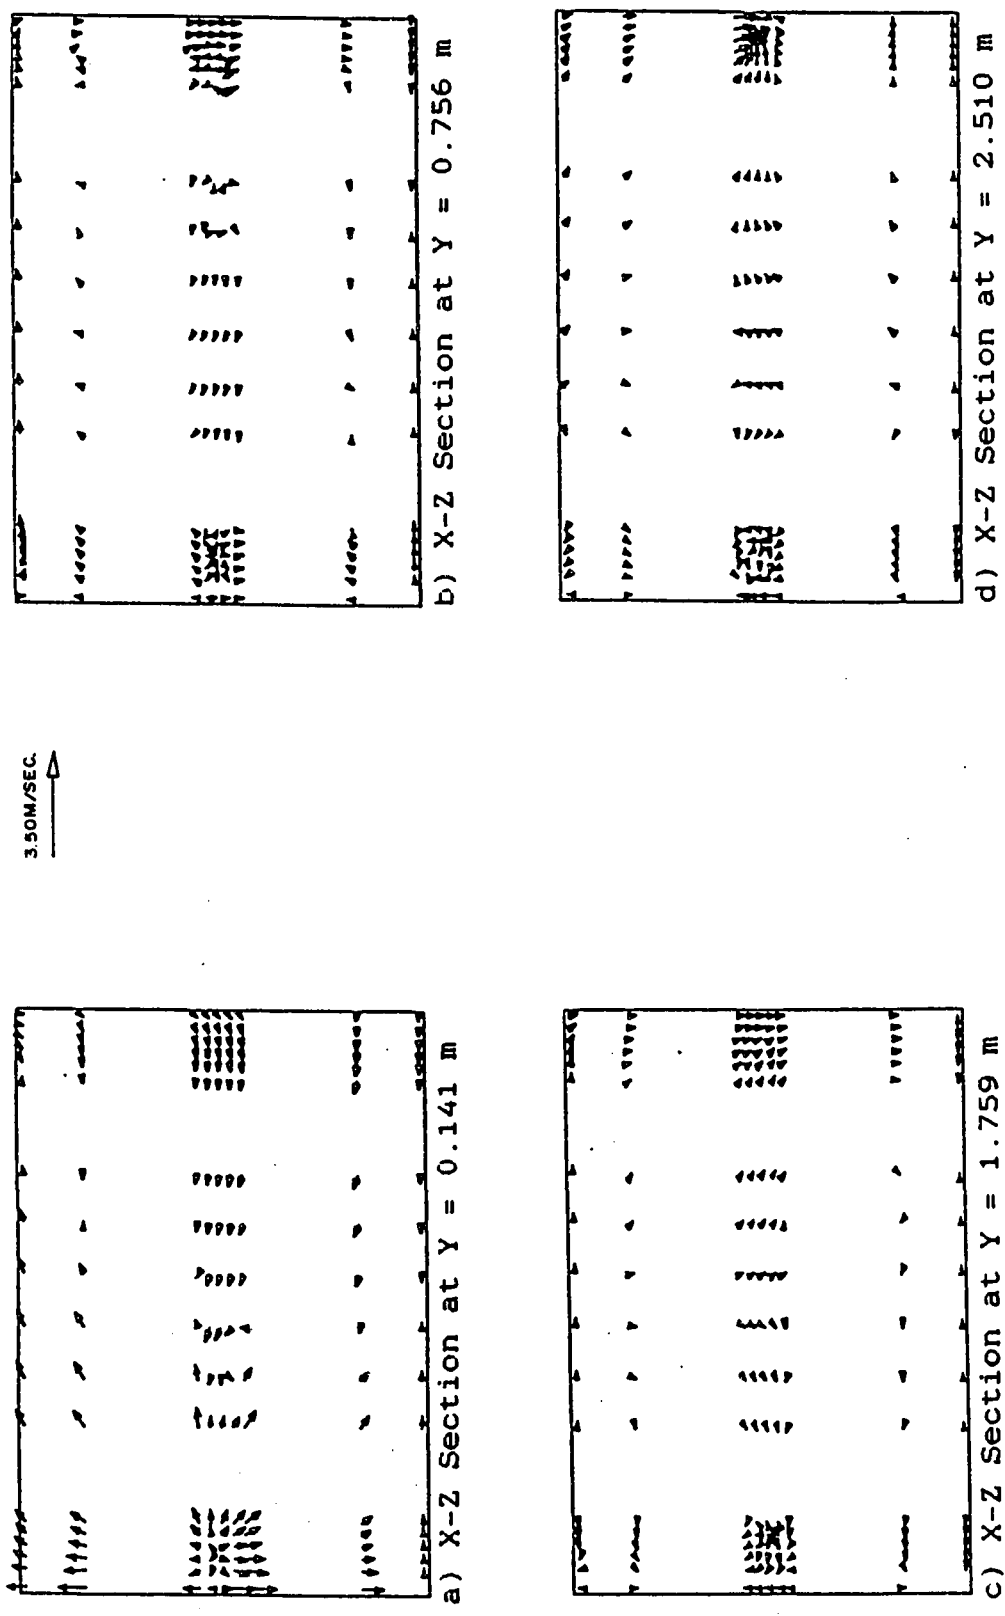 3.50M/SEC.
a) X-Z Section at Y = 0.141 m
b) X-Z Section at Y = 0.756 m
c) X-Z Section at Y = 1.759 m
d) X-Z Section at Y = 2.510 m